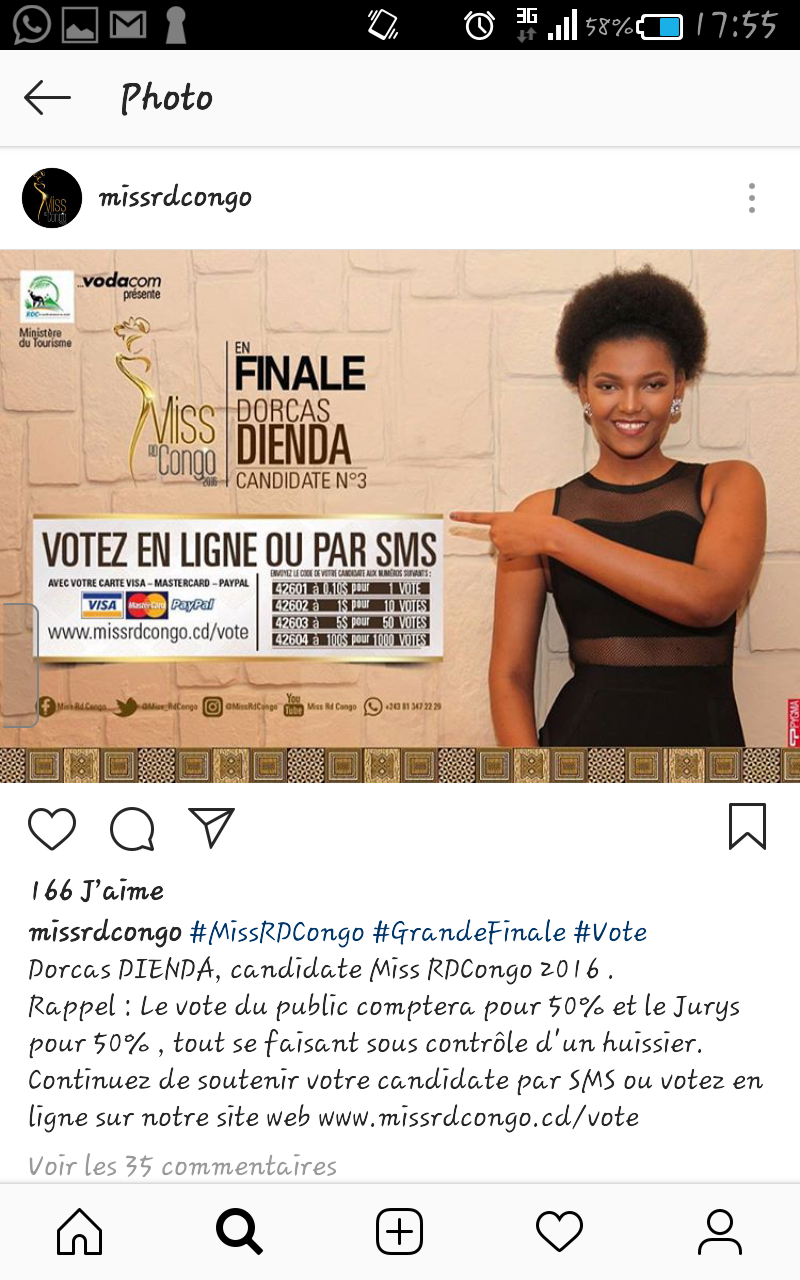 3G
58%
17:55
Photo
missrdcongo
...vodacom
présente
Ministère
du Tourisme
Miss
RD Congo
2016
EN
FINALE
DORCAS
DIENDA
CANDIDATE N°3
VOTEZ EN LIGNE OU PAR SMS
AVEC VOTRE CARTE VISA – MASTERCARD – PAYPAL
VISA MasterCard PayPal
www.missrdcongo.cd/vote
ENVOYEZ LE CODE DE VOTRE CANDIDATE AUX NUMÉROS SUIVANTS :
42601 à 0.10$ pour 1 VOTE
42602 à 1$ pour 10 VOTES
42603 à 5$ pour 50 VOTES
42604 à 100$ pour 1000 VOTES
Miss Rd Congo @Miss_RdCongo @MissRdCongo You Tube Miss Rd Congo +243 81 347 22 29
PYGMA
166 J'aime
missrdcongo #MissRDCongo #GrandeFinale #Vote
Dorcas DIENDA, candidate Miss RDCongo 2016 .
Rappel : Le vote du public comptera pour 50% et le Jurys
pour 50% , tout se faisant sous contrôle d'un huissier.
Continuez de soutenir votre candidate par SMS ou votez en
ligne sur notre site web www.missrdcongo.cd/vote
Voir les 35 commentaires